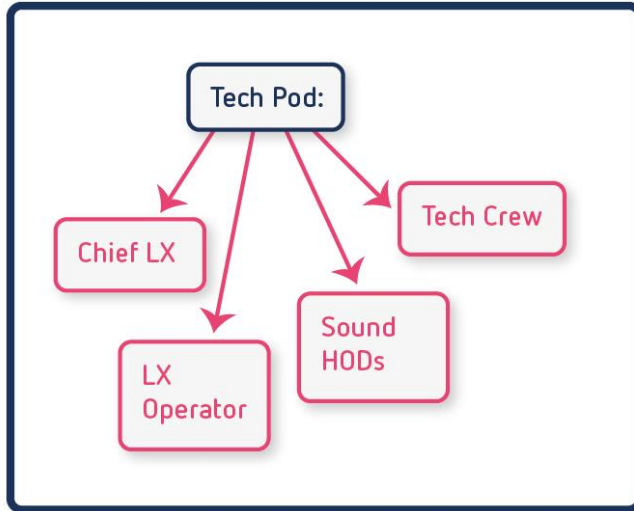 Tech Pod:
Chief LX
LX
Operator
Sound
HODs
Tech Crew